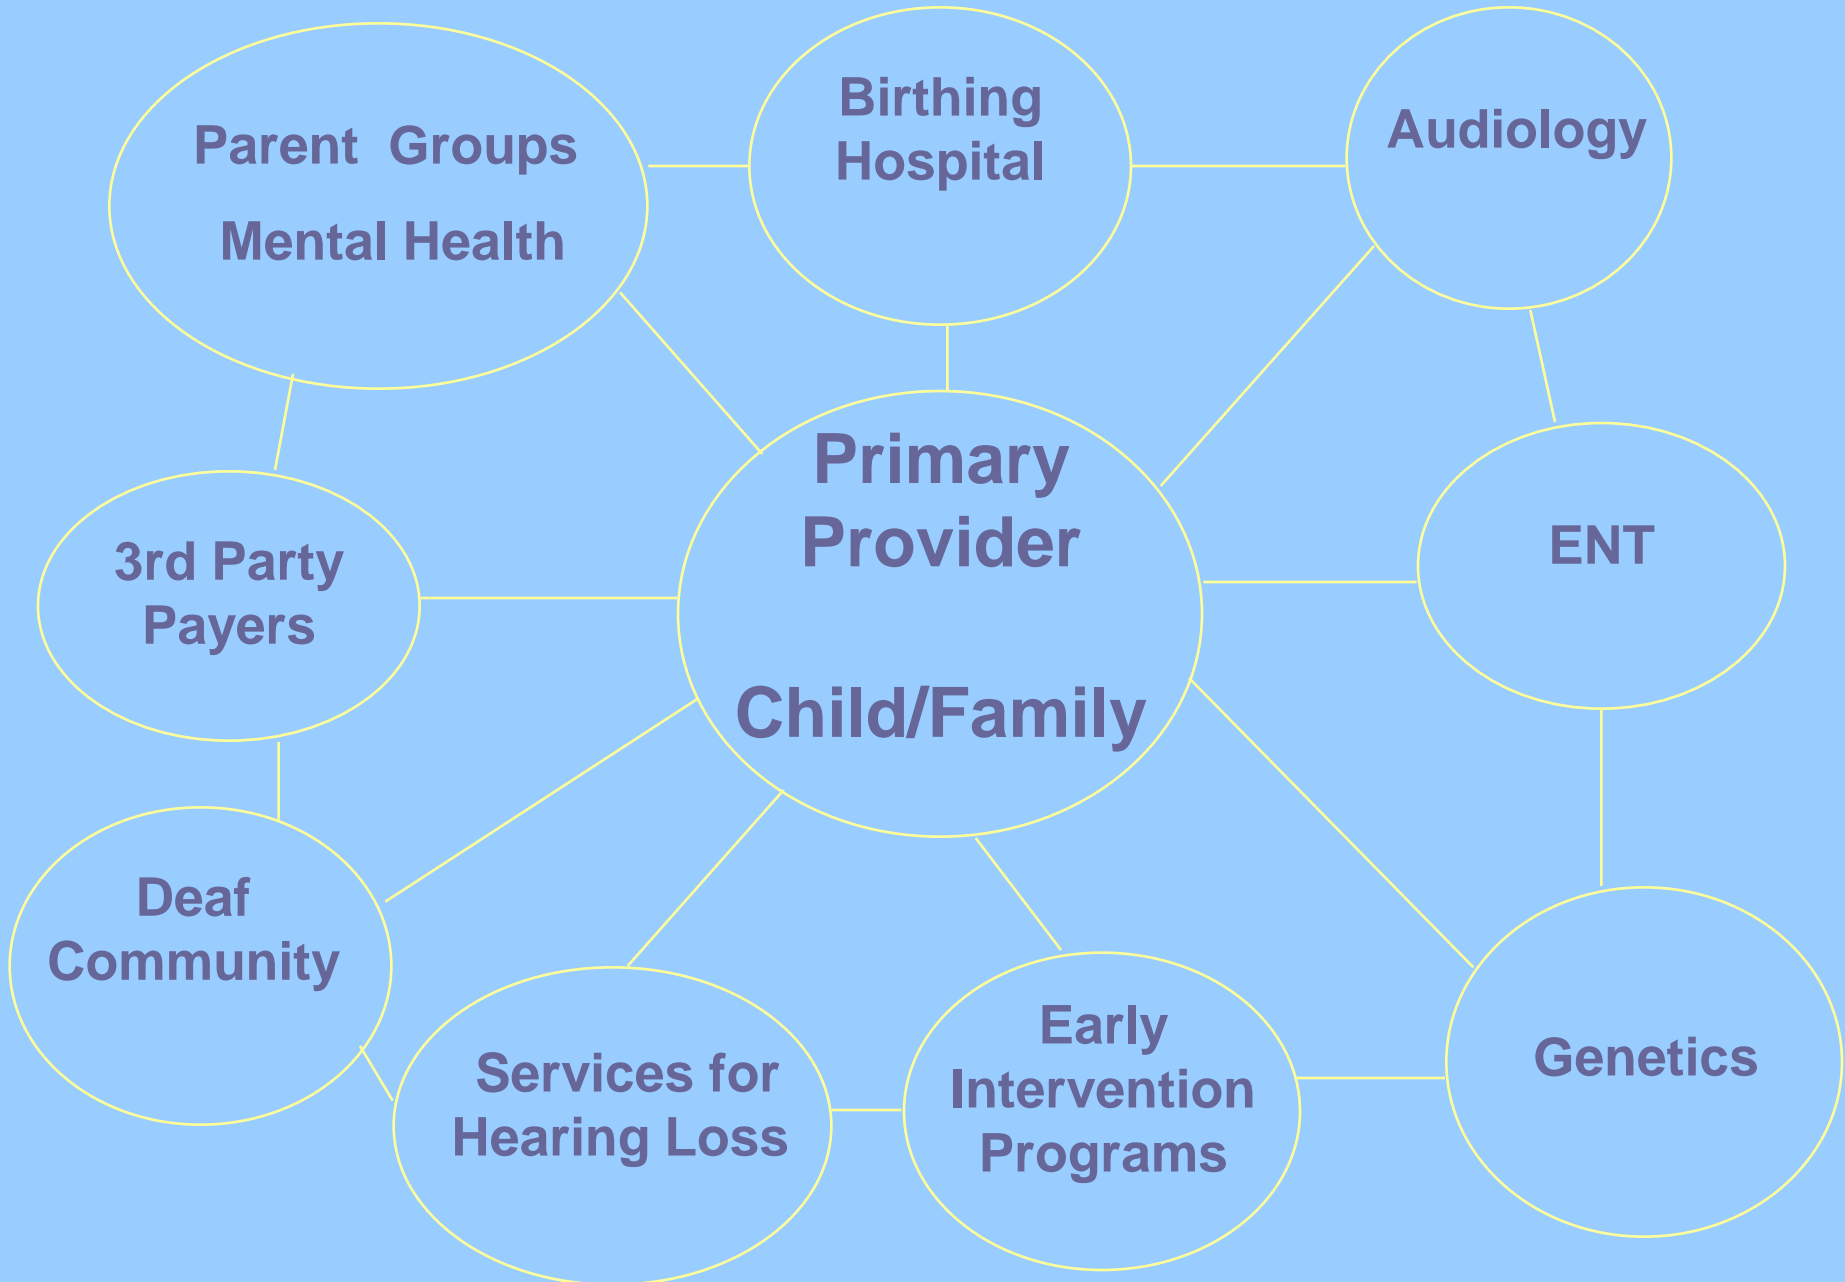 Parent Groups
Mental Health
Birthing
Hospital
Audiology
Primary
Provider
Child/Family
3rd Party
Payers
ENT
Deaf
Community
Services for
Hearing Loss
Early
Intervention
Programs
Genetics